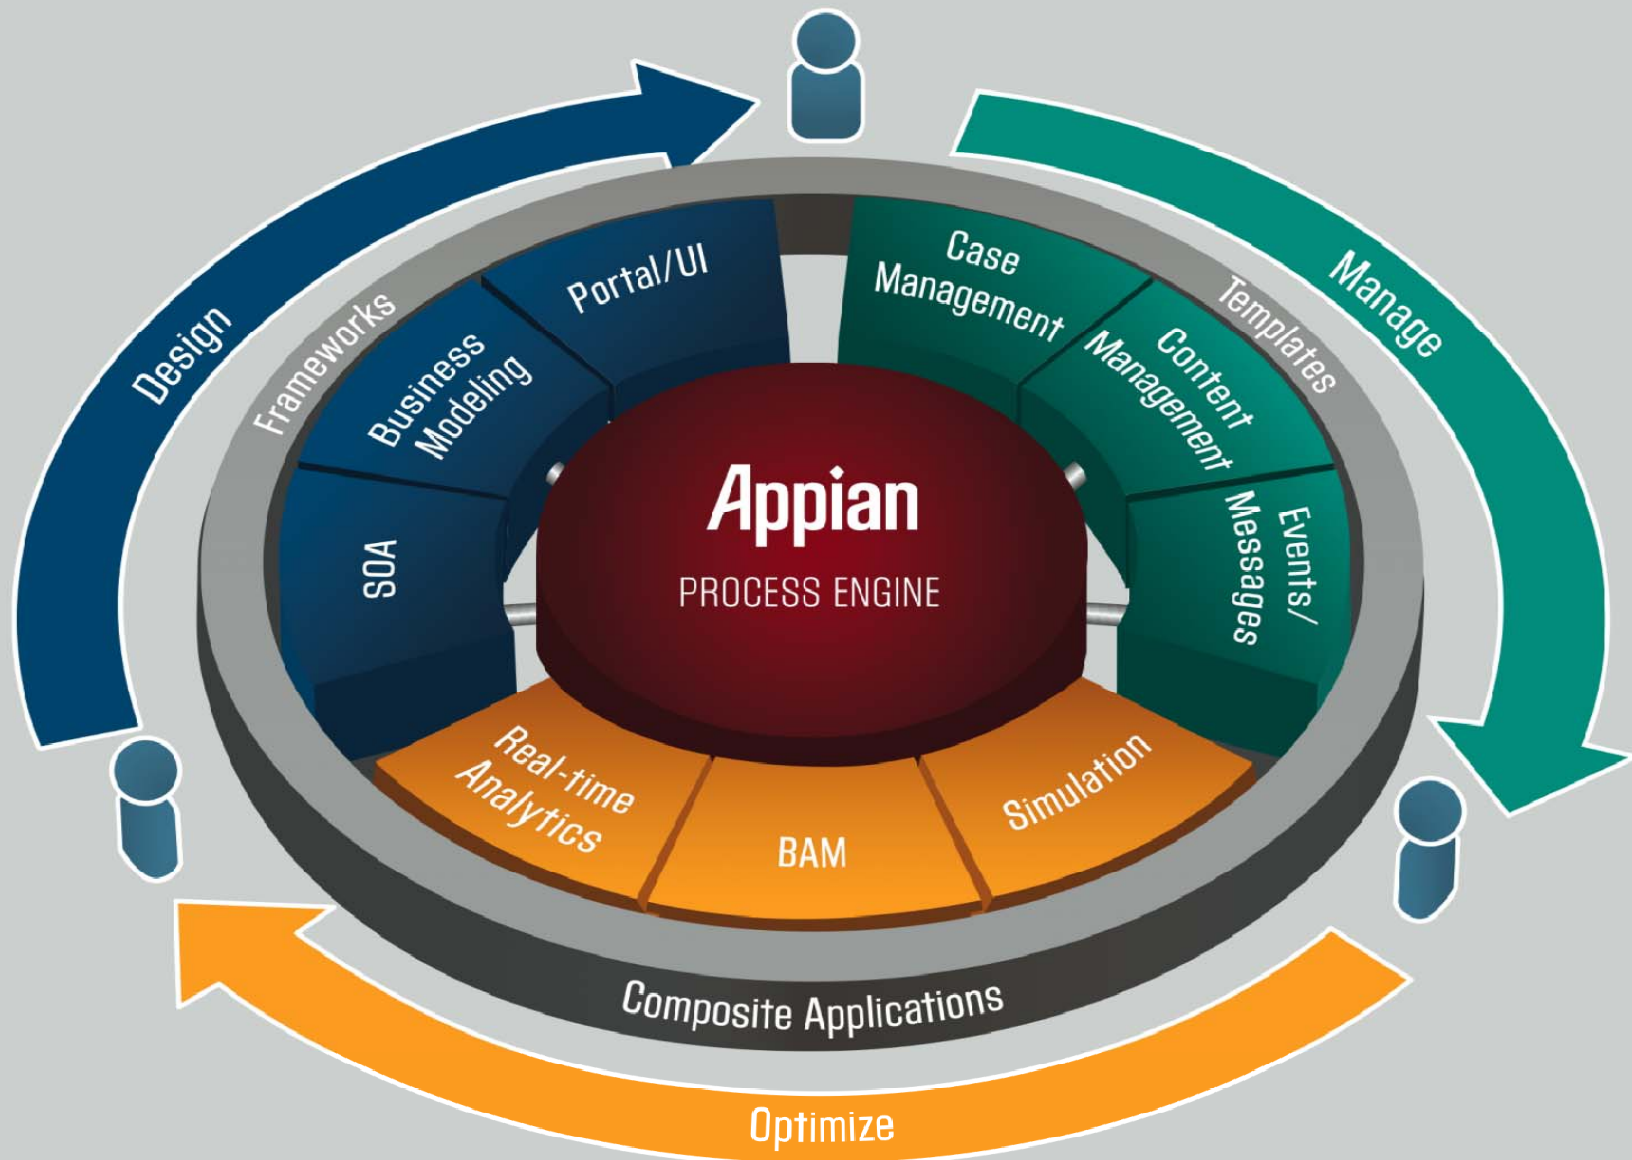 Design
Manage
Frameworks
Templates
Portal/UI
Business
Modeling
SOA
Case
Management
Content
Management
Events/
Messages
Appian
PROCESS ENGINE
Real-time
Analytics
BAM
Simulation
Composite Applications
Optimize